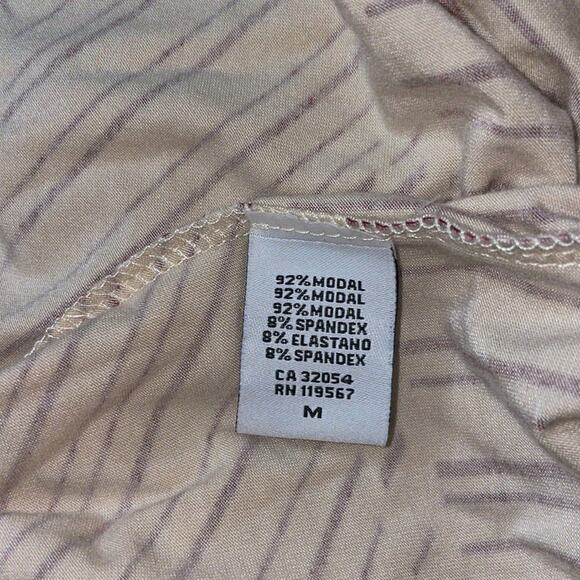 92% MODAL
92% MODAL
92% MODAL
8% SPANDEX
8% ELASTANO
8% SPANDEX
CA 32054
RN 119567
M